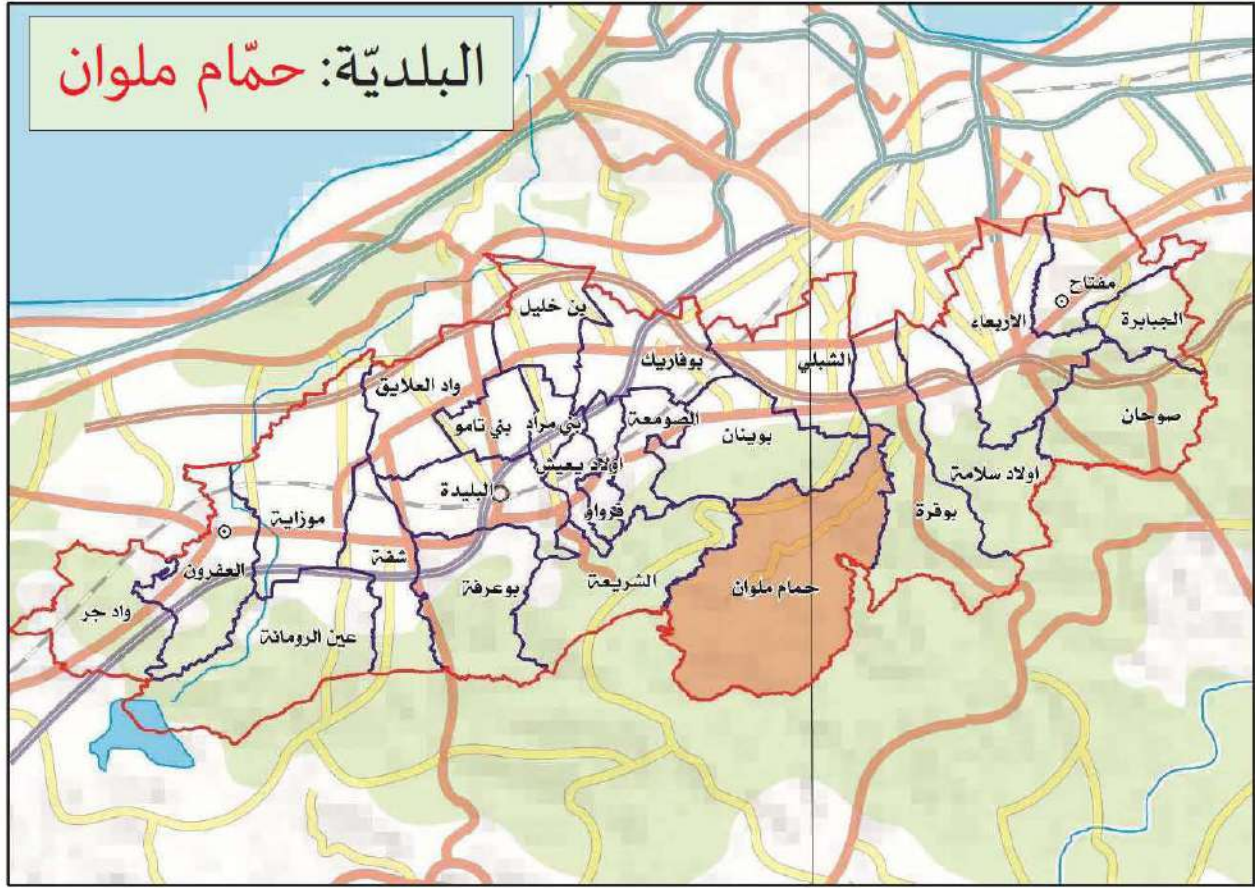 البلديّة: حمّام ملوان
بن خليل
مفتاح
الاربعاء
الجبابرة
بوفاريك
الشبلي
واد العلايق
صوحان
بني تامو
بني مراد
الصومعة
بوينان
اولاد يعيش
اولاد سلامة
البليدة
قرواو
بوقرة
موزاية
شفة
العفرون
بوعرفة
الشريعة
حمام ملوان
واد جر
عين الرومانة